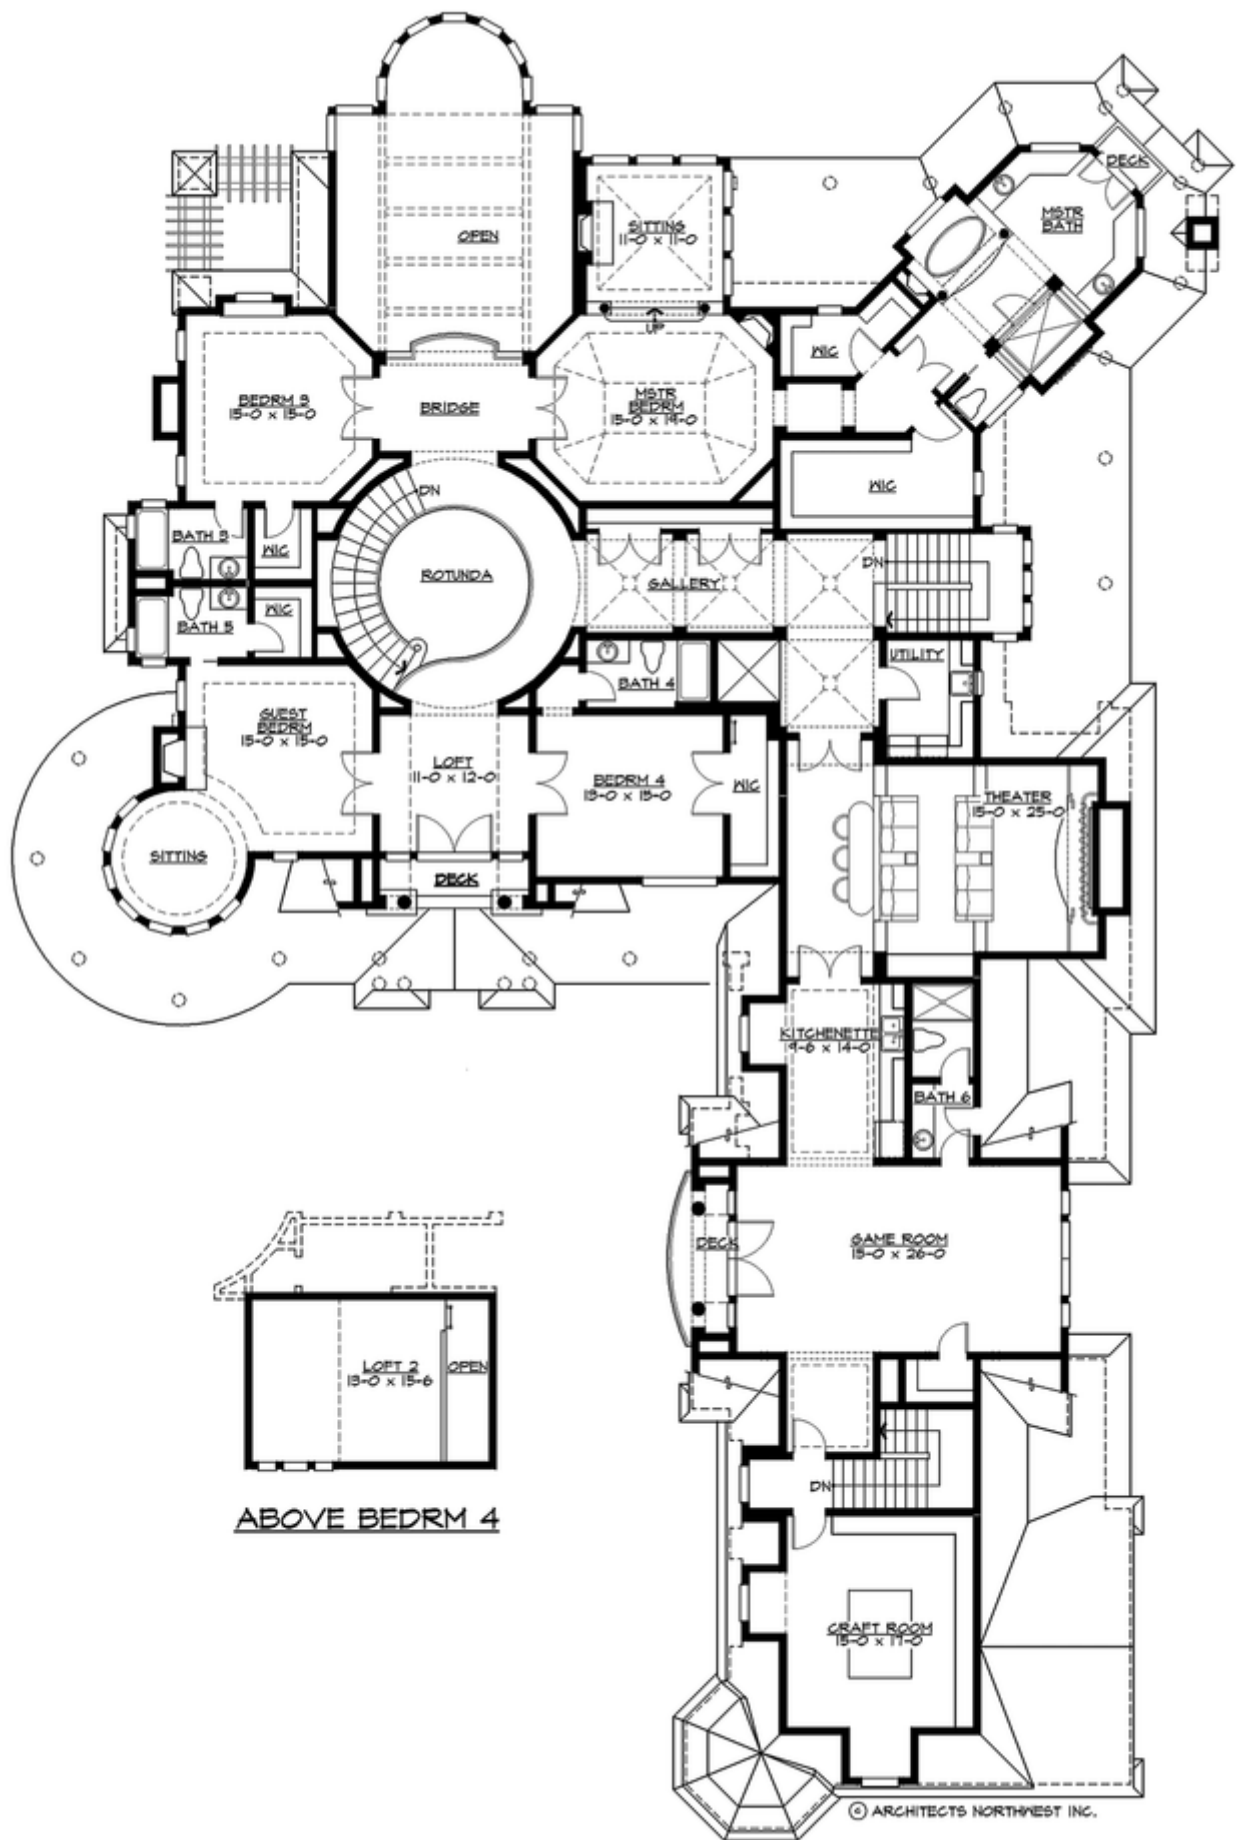 DECK
MSTR
BATH
SITTING
11-0 x 11-0
OPEN
UP
WIC
BEDRM 3
15-0 x 15-0
BRIDGE
MSTR
BEDRM
15-0 x 19-0
DN
WIC
BATH 3
WIC
ROTUNDA
GALLERY
DN
WIC
BATH 5
UTILITY
BATH 4
GUEST
BEDRM
15-0 x 15-0
LOFT
11-0 x 12-0
BEDRM 4
13-0 x 13-0
WIC
THEATER
15-0 x 25-0
SITTING
DECK
KITCHENETTE
9-6 x 14-0
BATH 6
DECK
GAME ROOM
15-0 x 26-0
LOFT 2
13-0 x 15-6
OPEN
DN
ABOVE BEDRM 4
CRAFT ROOM
15-0 x 17-0
© ARCHITECTS NORTHWEST INC.